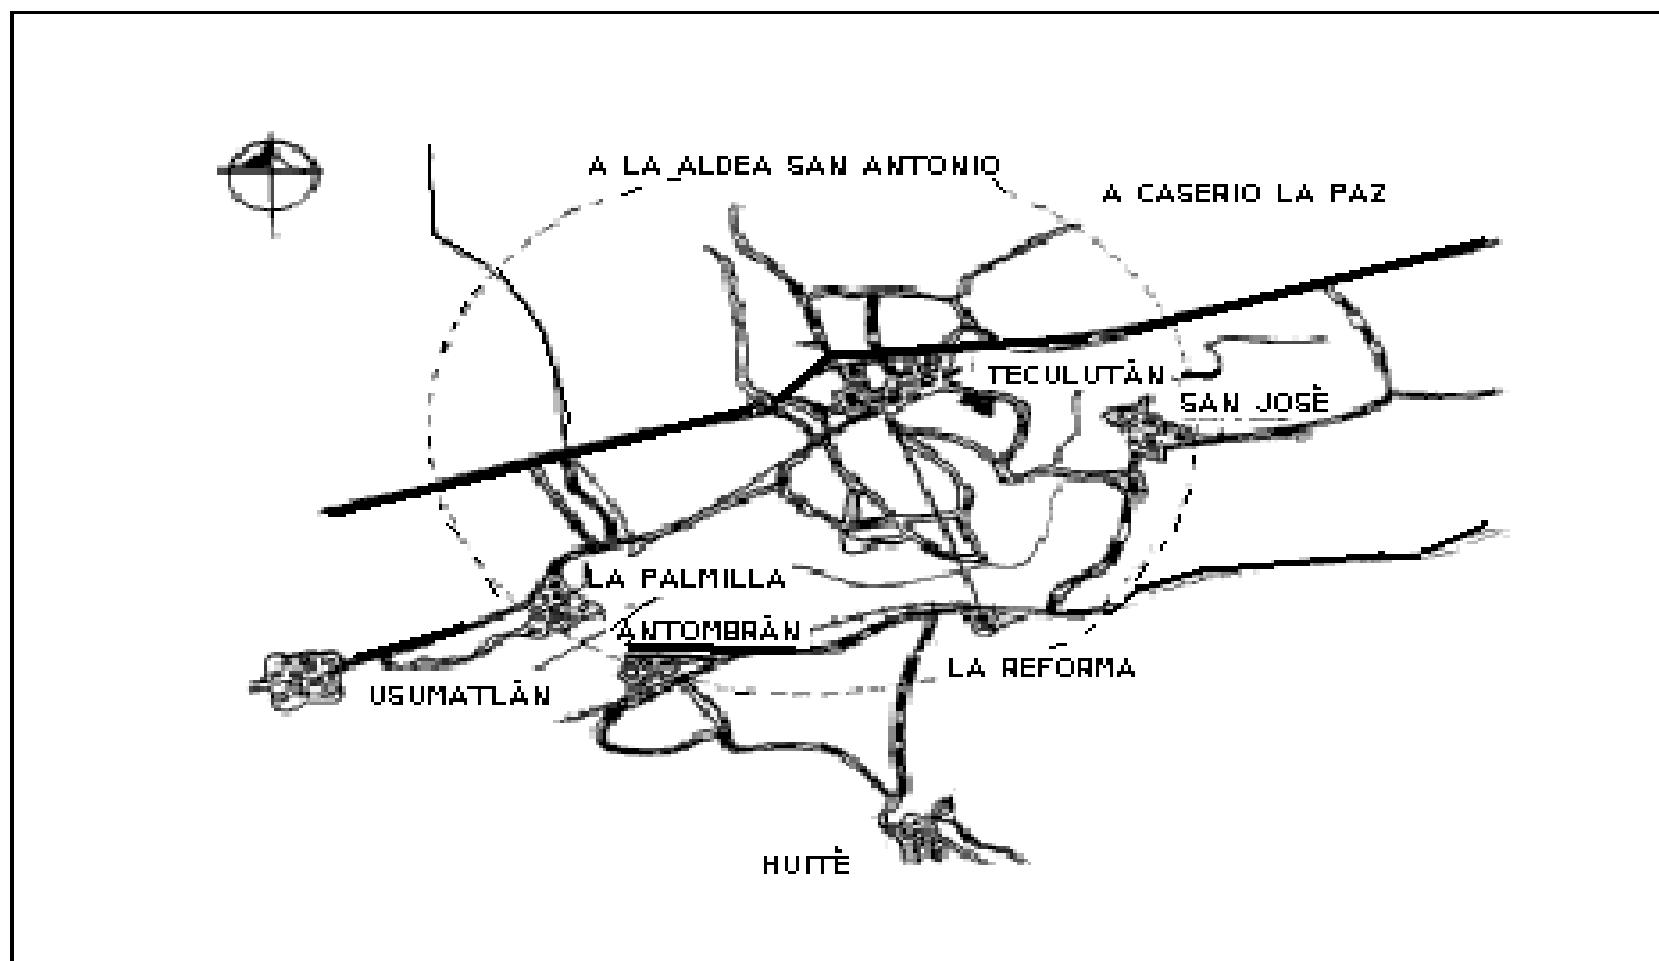 A LA ALDEA SAN ANTONIO
A CASERIO LA PAZ
TECULUTÀN
SAN JOSÈ
LA PALMILLA
ANTOMBRÀN
LA REFORMA
USUMATLÀN
HUITÈ